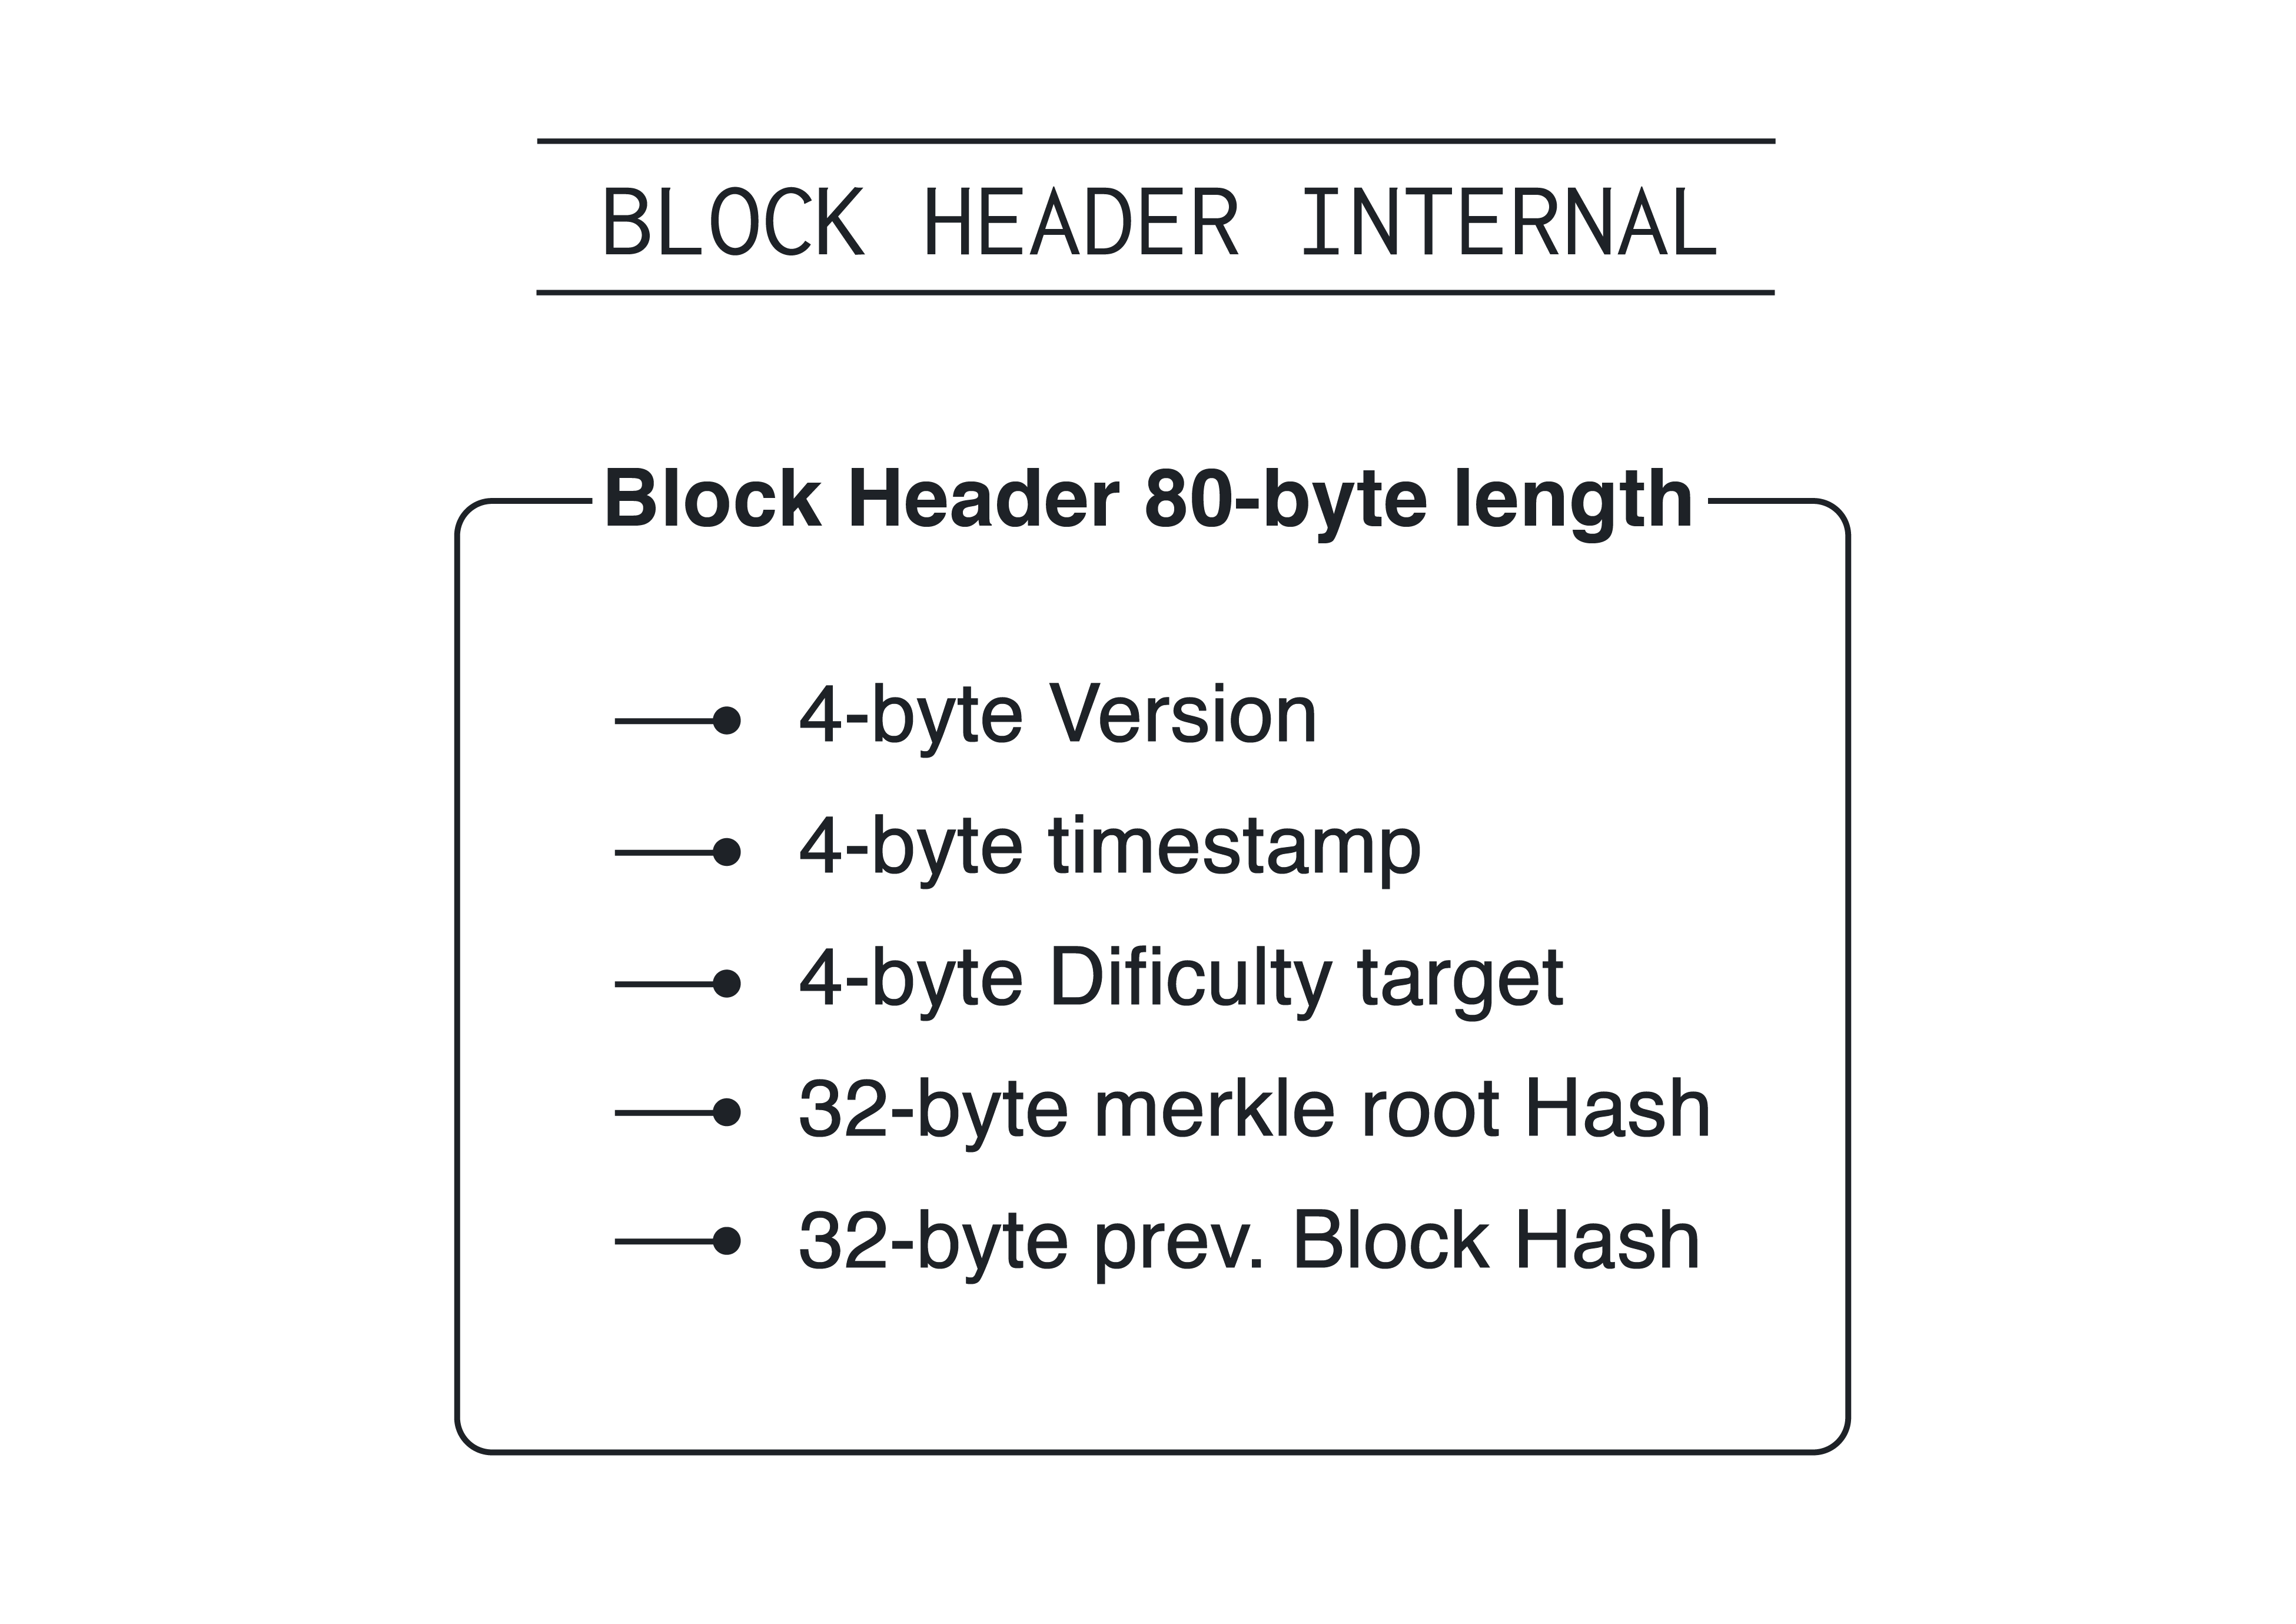 BLOCK HEADER INTERNAL
Block Header 80-byte length
4-byte Version
4-byte timestamp
4-byte Dificulty target
32-byte merkle root Hash
32-byte prev. Block Hash